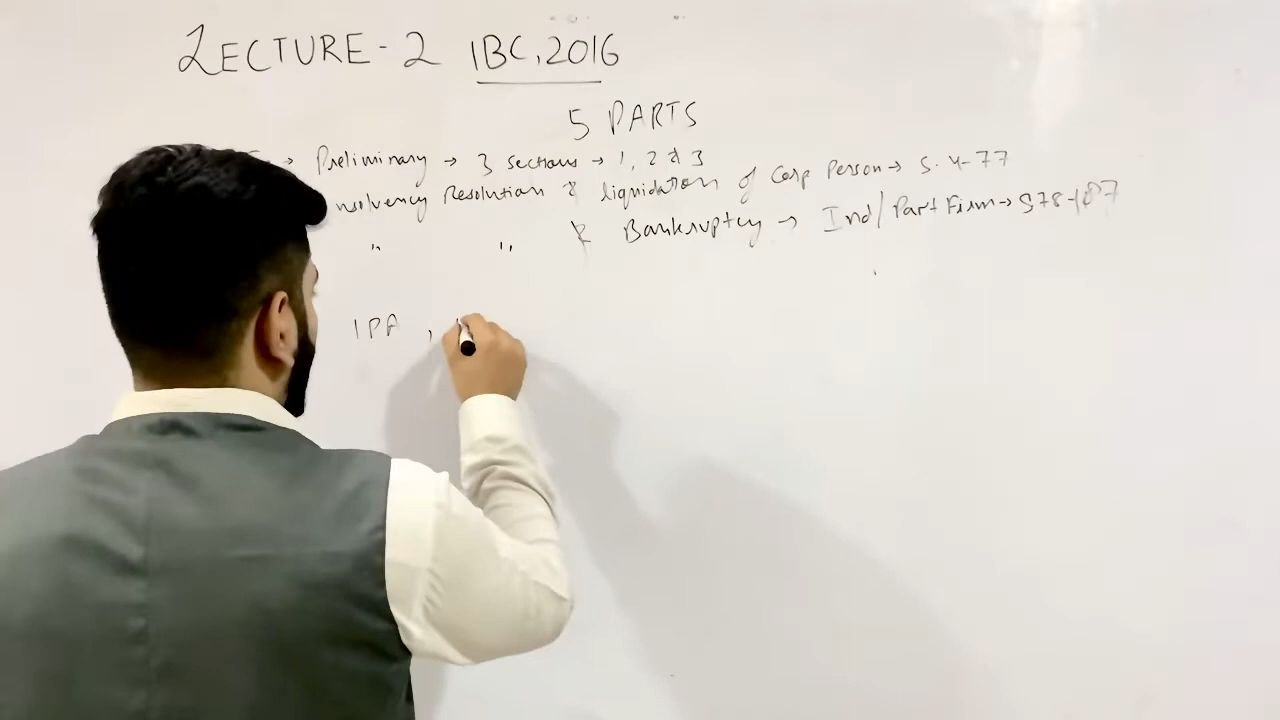 LECTURE - 2 IBC, 2016
5 PARTS
→ Preliminary → 3 sections → 1, 2 & 3
nsolvency Resolution & liquidation of Corp Person → S. 4-77
" " & Bankruptcy → Ind/Part Firm → S78-187
IPA ,